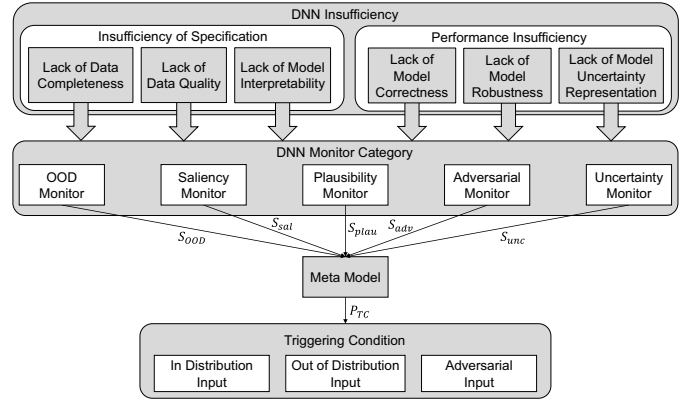 DNN Insufficiency
Insufficiency of Specification
Performance Insufficiency
Lack of Data
Completeness
Lack of
Data Quality
Lack of Model
Interpretability
Lack of
Model
Correctness
Lack of
Model
Robustness
Lack of Model
Uncertainty
Representation
DNN Monitor Category
OOD
Monitor
Saliency
Monitor
Plausibility
Monitor
Adversarial
Monitor
Uncertainty
Monitor
S_OOD
S_sal
S_plau
S_adv
S_unc
Meta Model
P_TC
Triggering Condition
In Distribution
Input
Out of Distribution
Input
Adversarial
Input